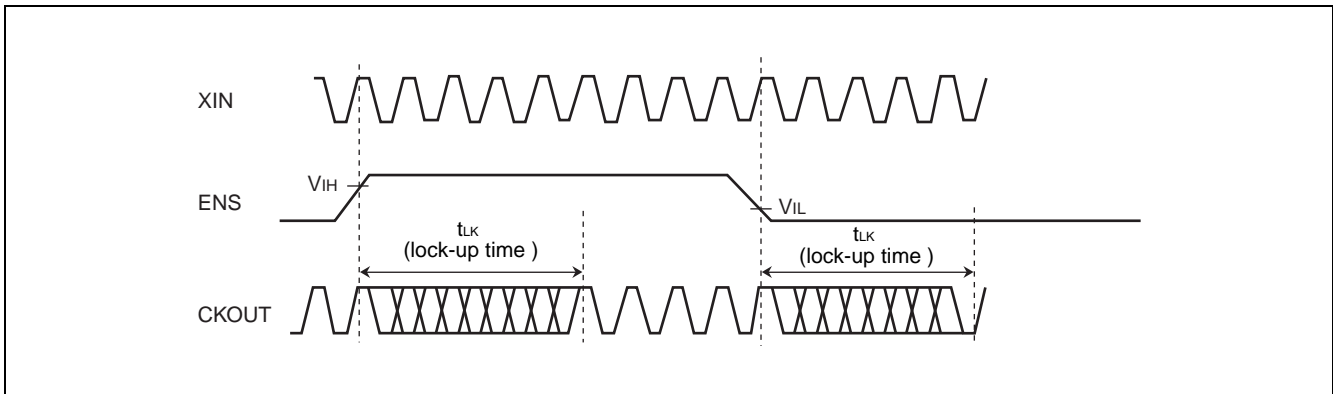 XIN
VIH
ENS
VIL
tLK
(lock-up time )
tLK
(lock-up time )
CKOUT